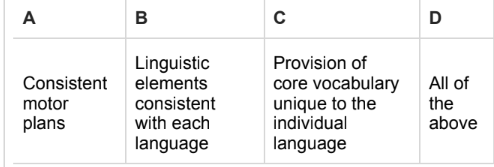 A B C D
Consistent motor plans
Linguistic elements consistent with each language
Provision of core vocabulary unique to the individual language
All of the above